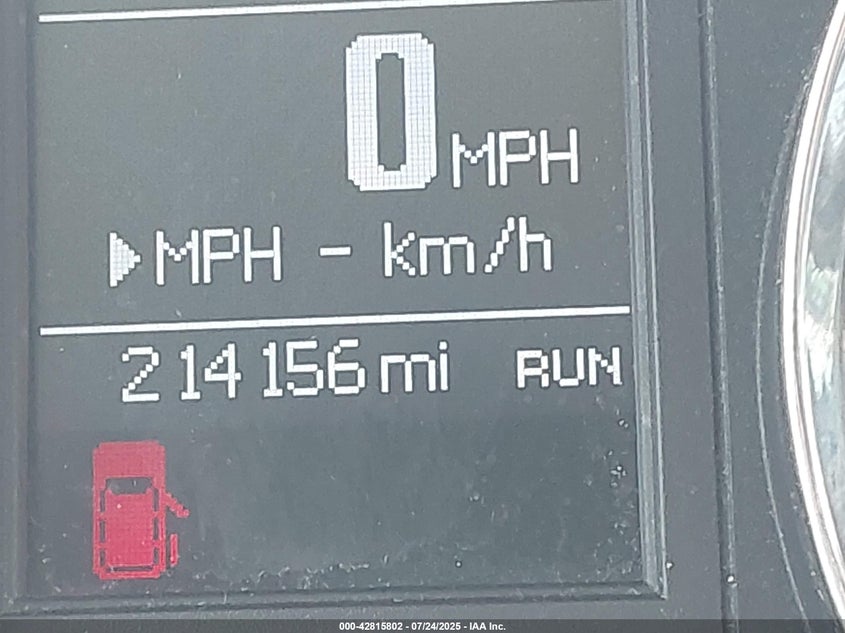 0 MPH
MPH - km/h
214156 mi RUN
000-42815802 - 07/24/2025 - IAA Inc.